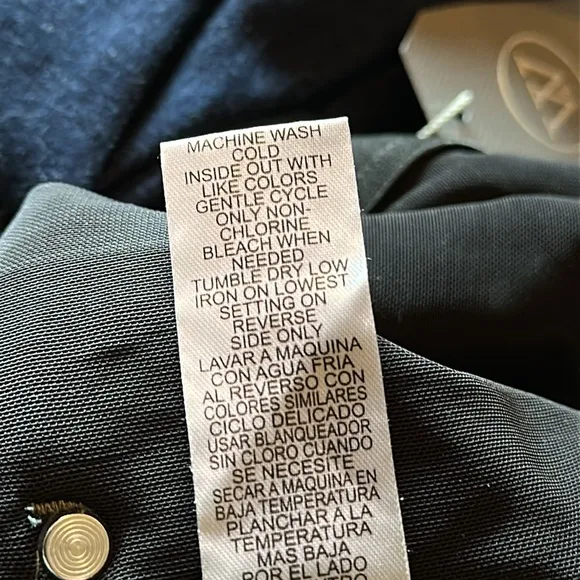 MACHINE WASH
COLD
INSIDE OUT WITH
LIKE COLORS
GENTLE CYCLE
ONLY NON-
CHLORINE
BLEACH WHEN
NEEDED
TUMBLE DRY LOW
IRON ON LOWEST
SETTING ON
REVERSE
SIDE ONLY
LAVAR A MAQUINA
CON AGUA FRIA
AL REVERSO CON
COLORES SIMILARES
CICLO DELICADO
USAR BLANQUEADOR
SIN CLORO CUANDO
SE NECESITE
SECAR A MAQUINA EN
BAJA TEMPERATURA
PLANCHAR A LA
TEMPERATURA
MAS BAJA
POR EL LADO